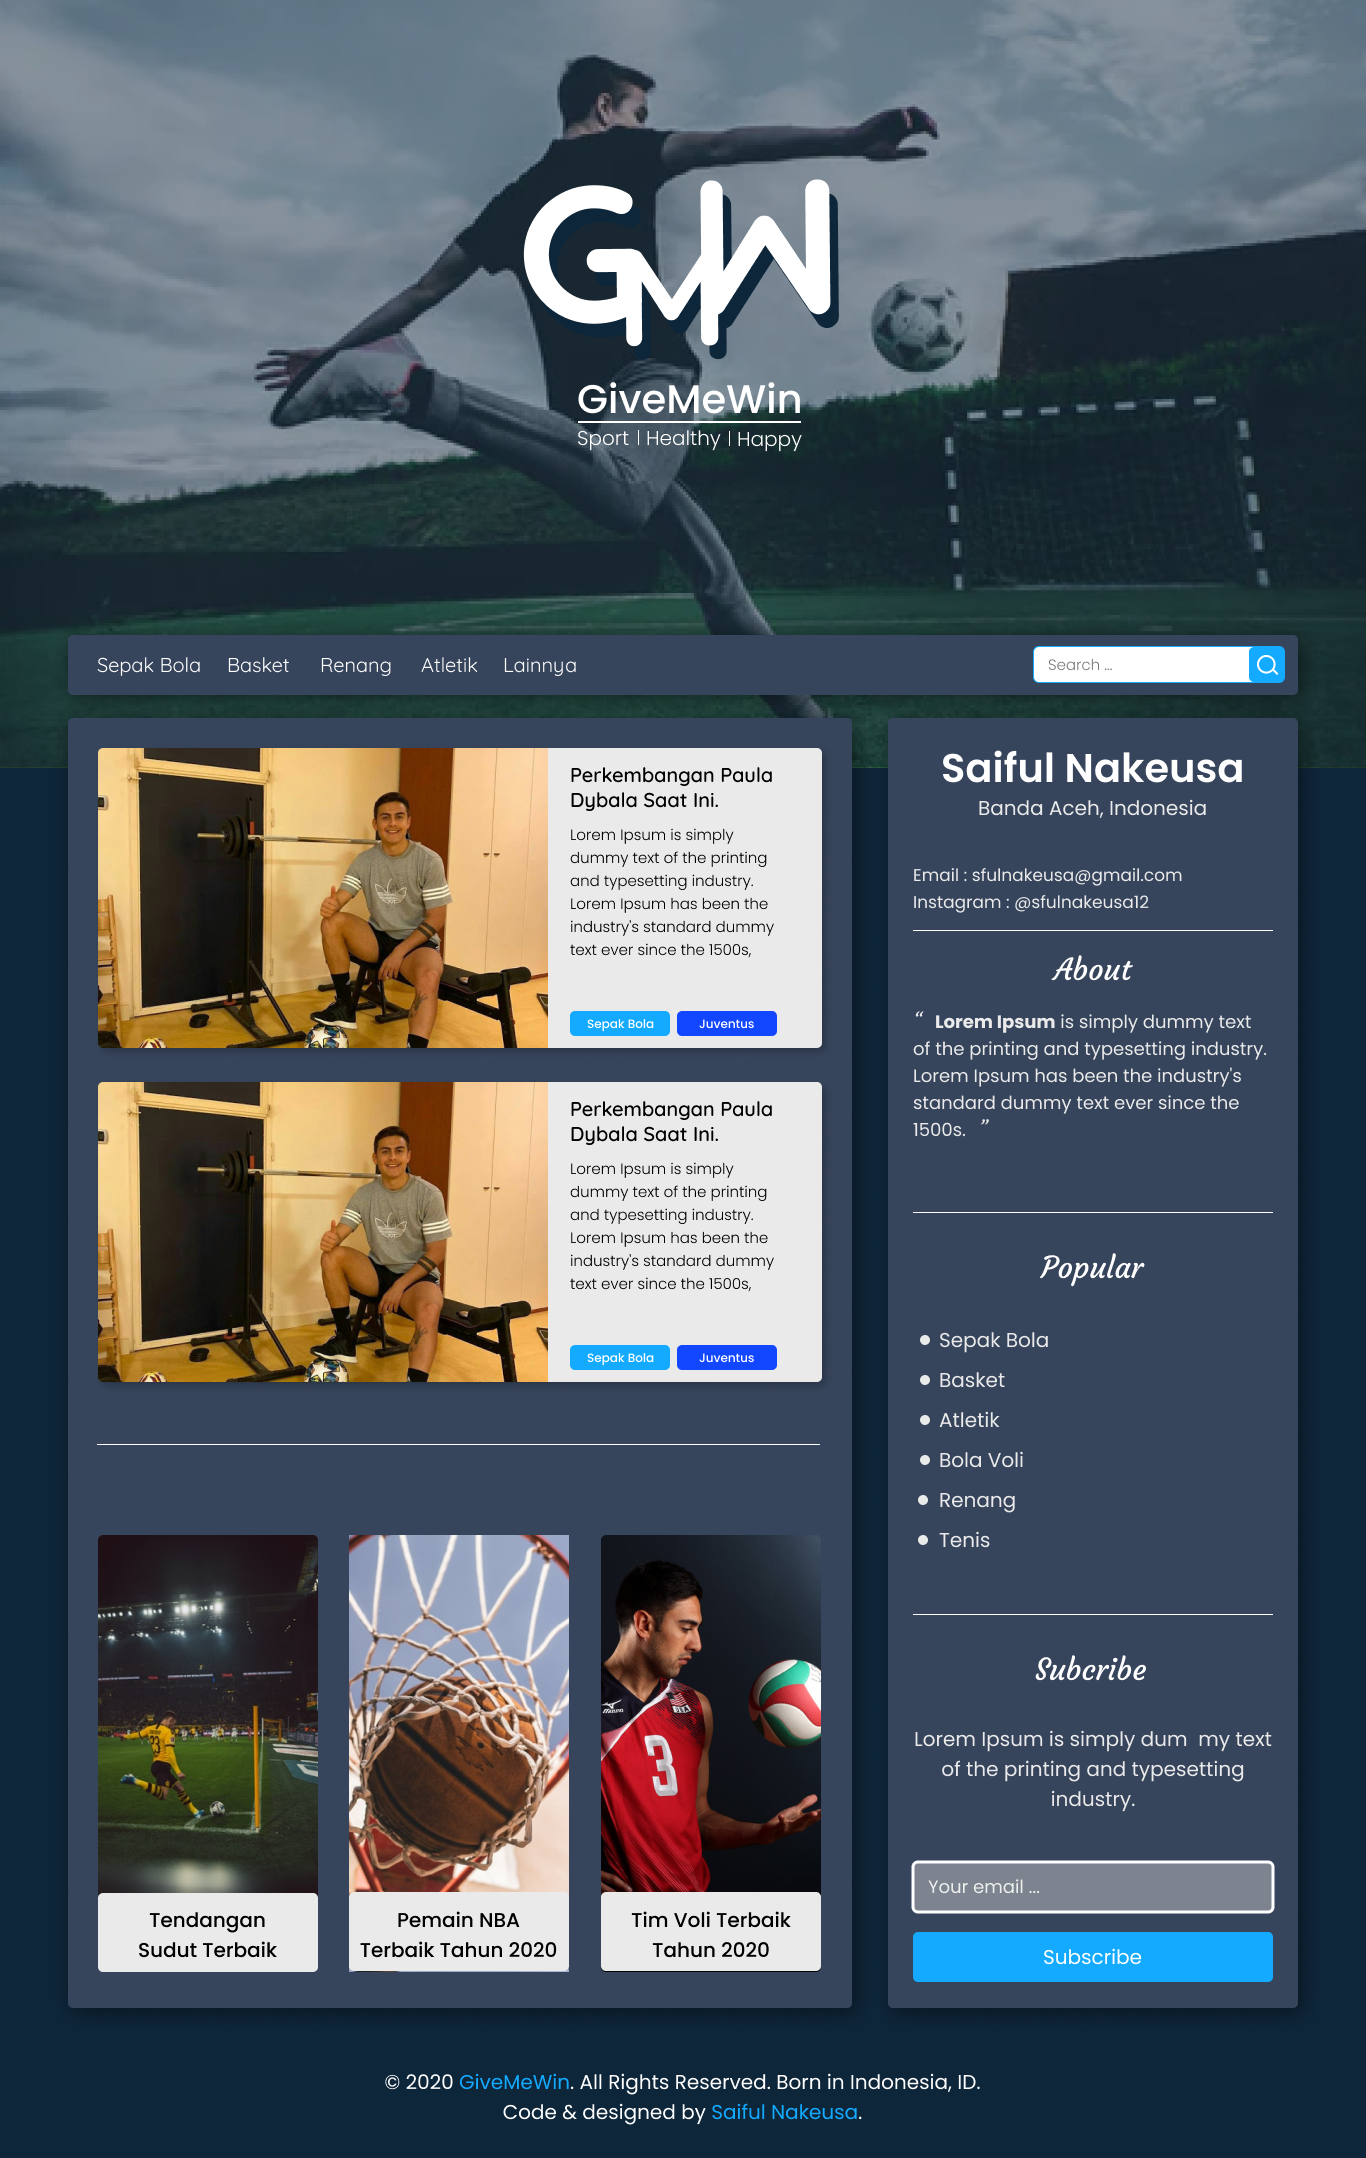 GMW
GiveMeWin
Sport | Healthy | Happy
Sepak Bola Basket Renang Atletik Lainnya
Search ...
Perkembangan Paula
Dybala Saat Ini.
Lorem Ipsum is simply
dummy text of the printing
and typesetting industry.
Lorem Ipsum has been the
industry's standard dummy
text ever since the 1500s,
Sepak Bola Juventus
Perkembangan Paula
Dybala Saat Ini.
Lorem Ipsum is simply
dummy text of the printing
and typesetting industry.
Lorem Ipsum has been the
industry's standard dummy
text ever since the 1500s,
Sepak Bola Juventus
23
MIZUNO
USA
3
Tendangan
Sudut Terbaik
Pemain NBA
Terbaik Tahun 2020
Tim Voli Terbaik
Tahun 2020
Saiful Nakeusa
Banda Aceh, Indonesia
Email : sfulnakeusa@gmail.com
Instagram : @sfulnakeusa12
About
“ Lorem Ipsum is simply dummy text
of the printing and typesetting industry.
Lorem Ipsum has been the industry's
standard dummy text ever since the
1500s. ”
Popular
• Sepak Bola
• Basket
• Atletik
• Bola Voli
• Renang
• Tenis
Subcribe
Lorem Ipsum is simply dum my text
of the printing and typesetting
industry.
Your email ...
Subscribe
© 2020 GiveMeWin. All Rights Reserved. Born in Indonesia, ID.
Code & designed by Saiful Nakeusa.